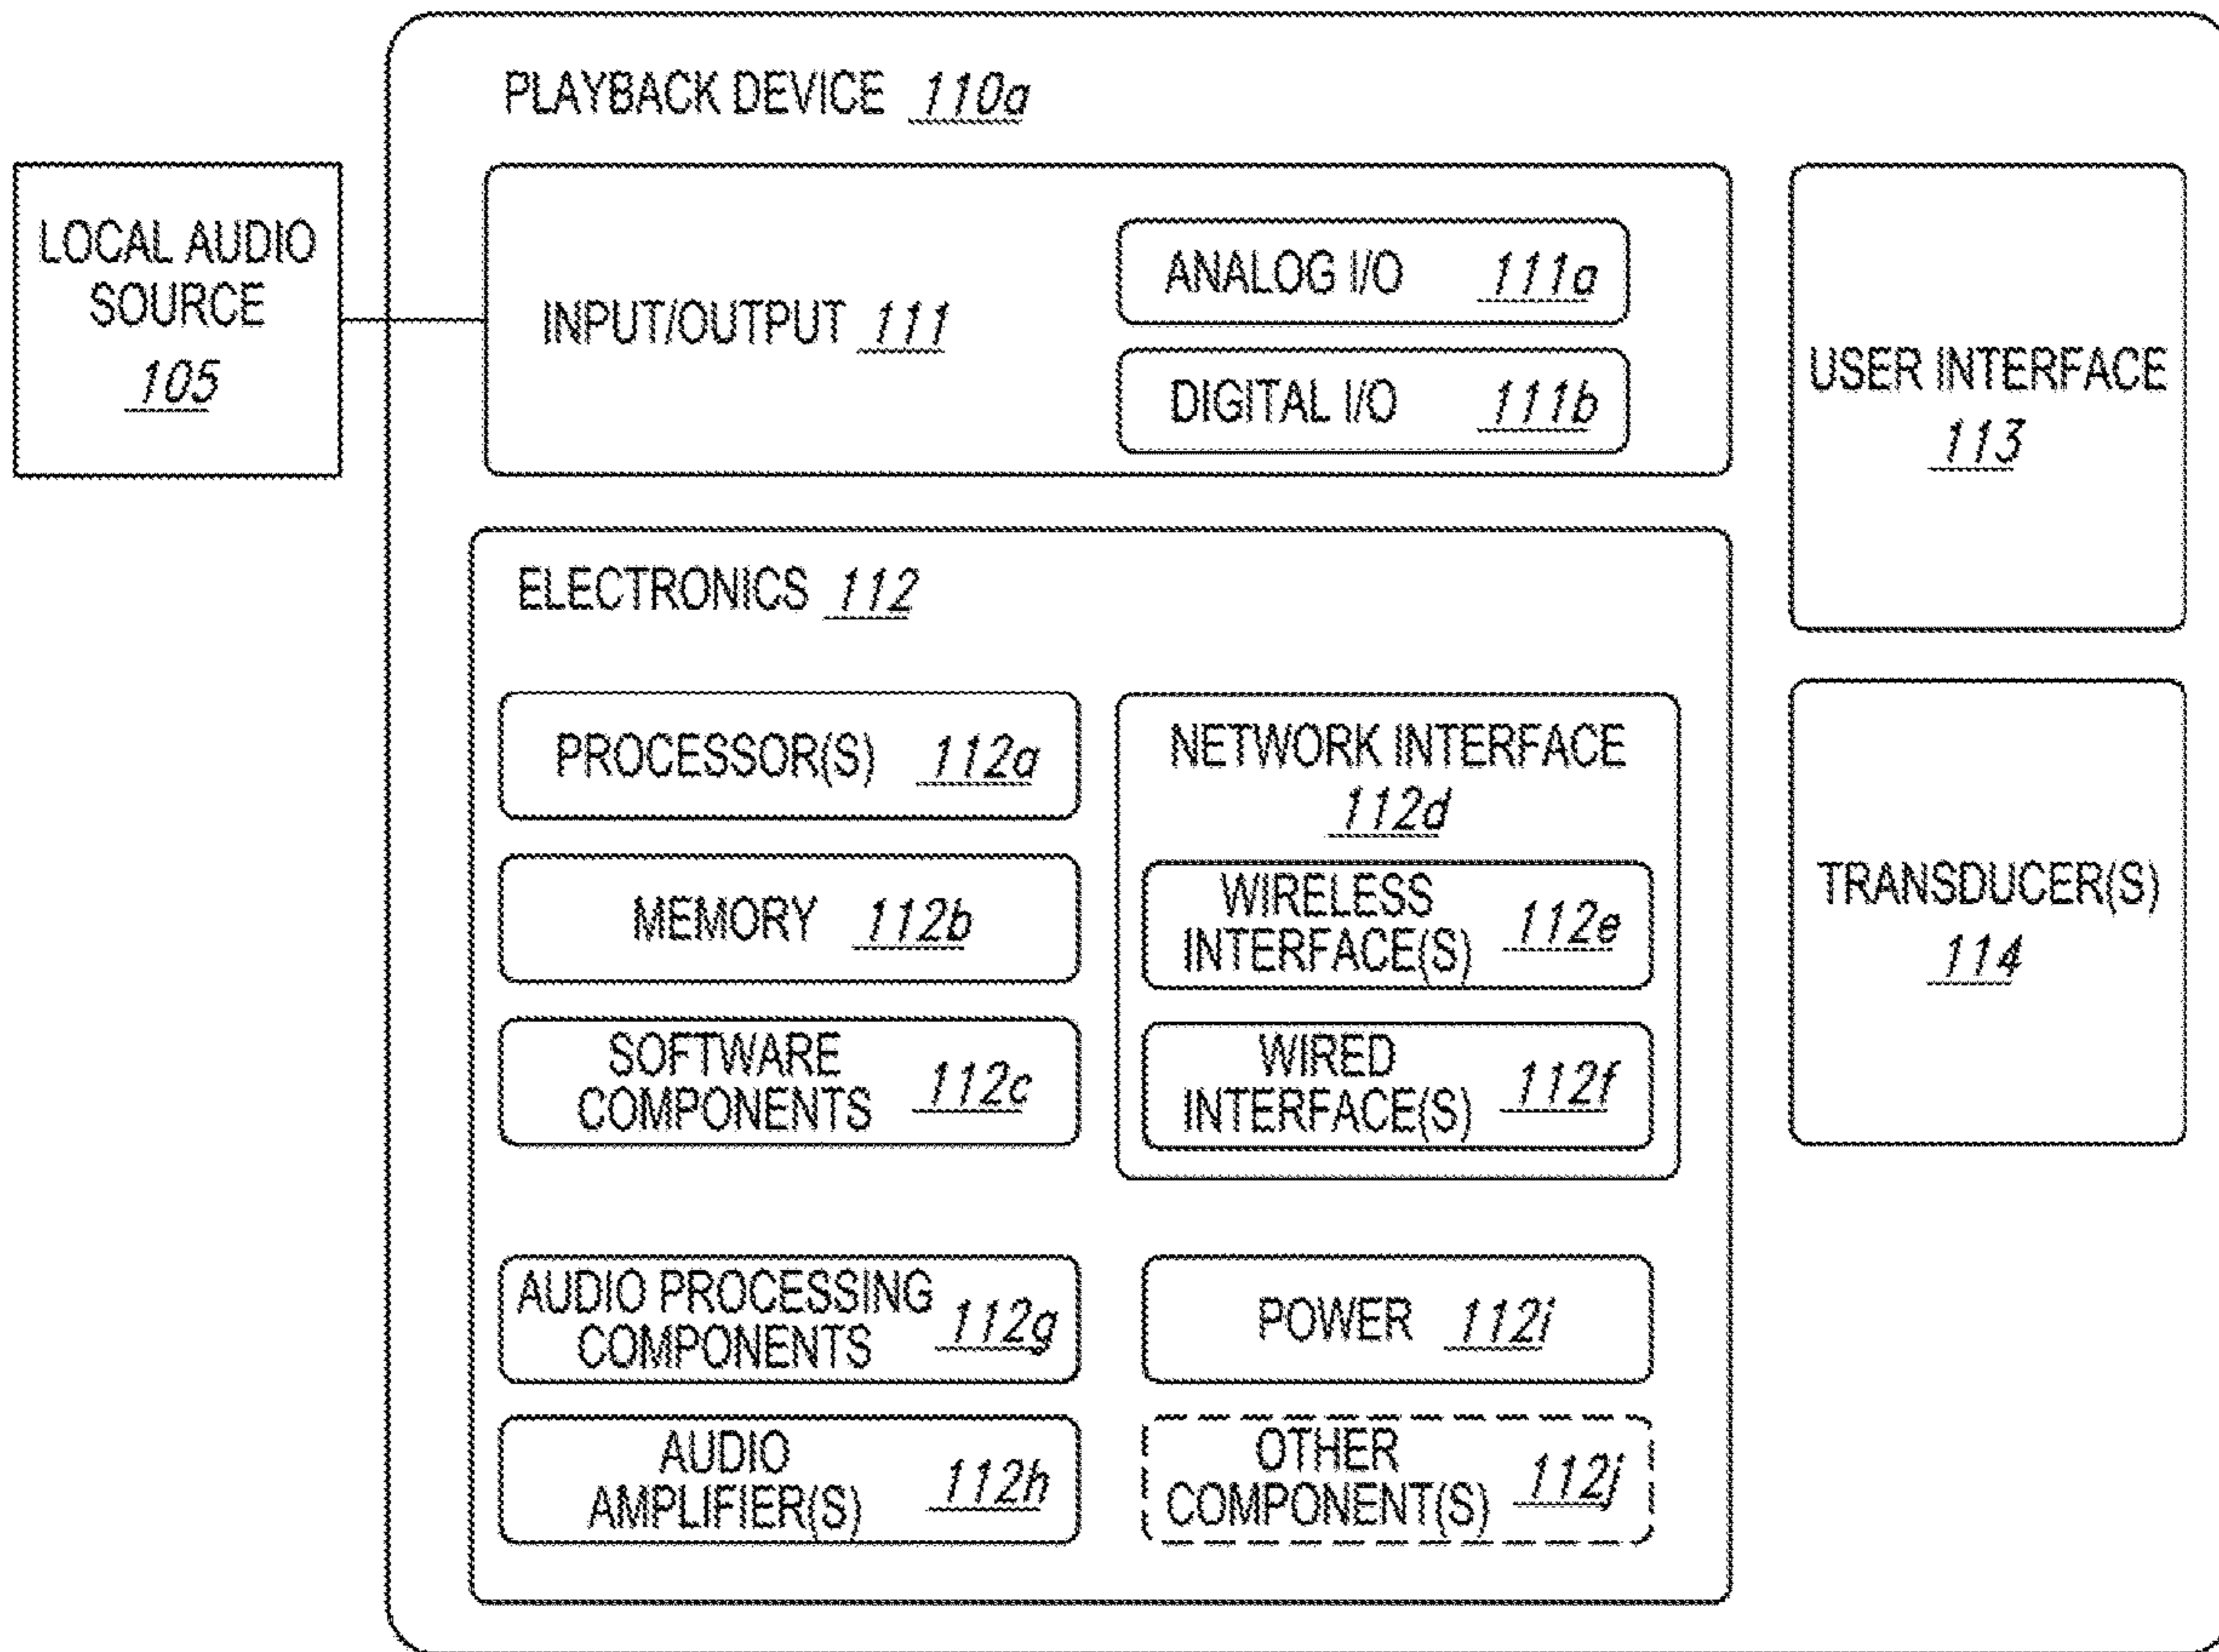 PLAYBACK DEVICE 110a
LOCAL AUDIO
SOURCE
105
INPUT/OUTPUT 111
ANALOG I/O 111a
DIGITAL I/O 111b
USER INTERFACE
113
ELECTRONICS 112
PROCESSOR(S) 112a
MEMORY 112b
SOFTWARE
COMPONENTS 112c
NETWORK INTERFACE
112d
WIRELESS
INTERFACE(S) 112e
WIRED
INTERFACE(S) 112f
TRANSDUCER(S)
114
AUDIO PROCESSING
COMPONENTS 112g
POWER 112i
AUDIO
AMPLIFIER(S) 112h
OTHER
COMPONENT(S) 112j